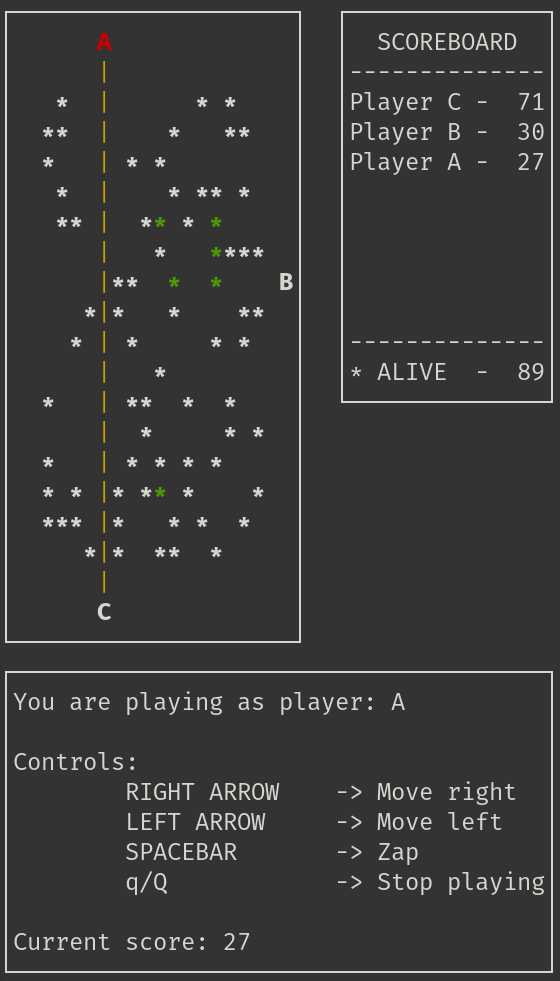 A
|
* | * *
** | * **
* | * *
* | * ** *
** | ** * *
| * ****
|** * * B
*|* * **
* | * * *
| *
* | ** * *
| * * *
* | * * * *
* * |* ** * *
*** |* * * *
*|* ** *
|
C
SCOREBOARD
--------------
Player C - 71
Player B - 30
Player A - 27
--------------
* ALIVE - 89
You are playing as player: A
Controls:
RIGHT ARROW -> Move right
LEFT ARROW -> Move left
SPACEBAR -> Zap
q/Q -> Stop playing
Current score: 27